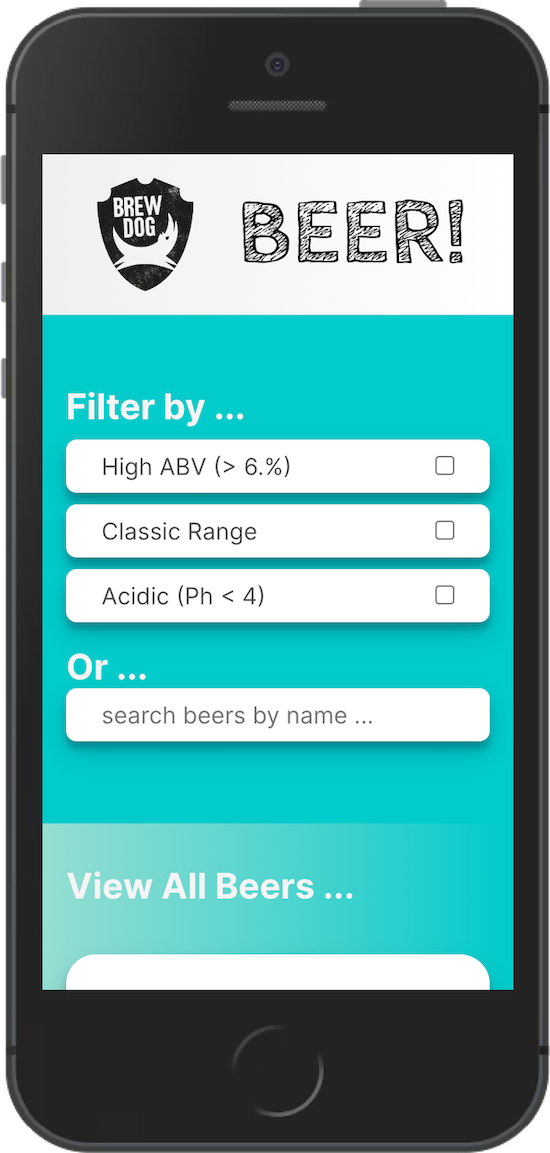 BREW
DOG
BEER!
Filter by ...
High ABV (> 6.%)
Classic Range
Acidic (Ph < 4)
Or ...
search beers by name ...
View All Beers ...